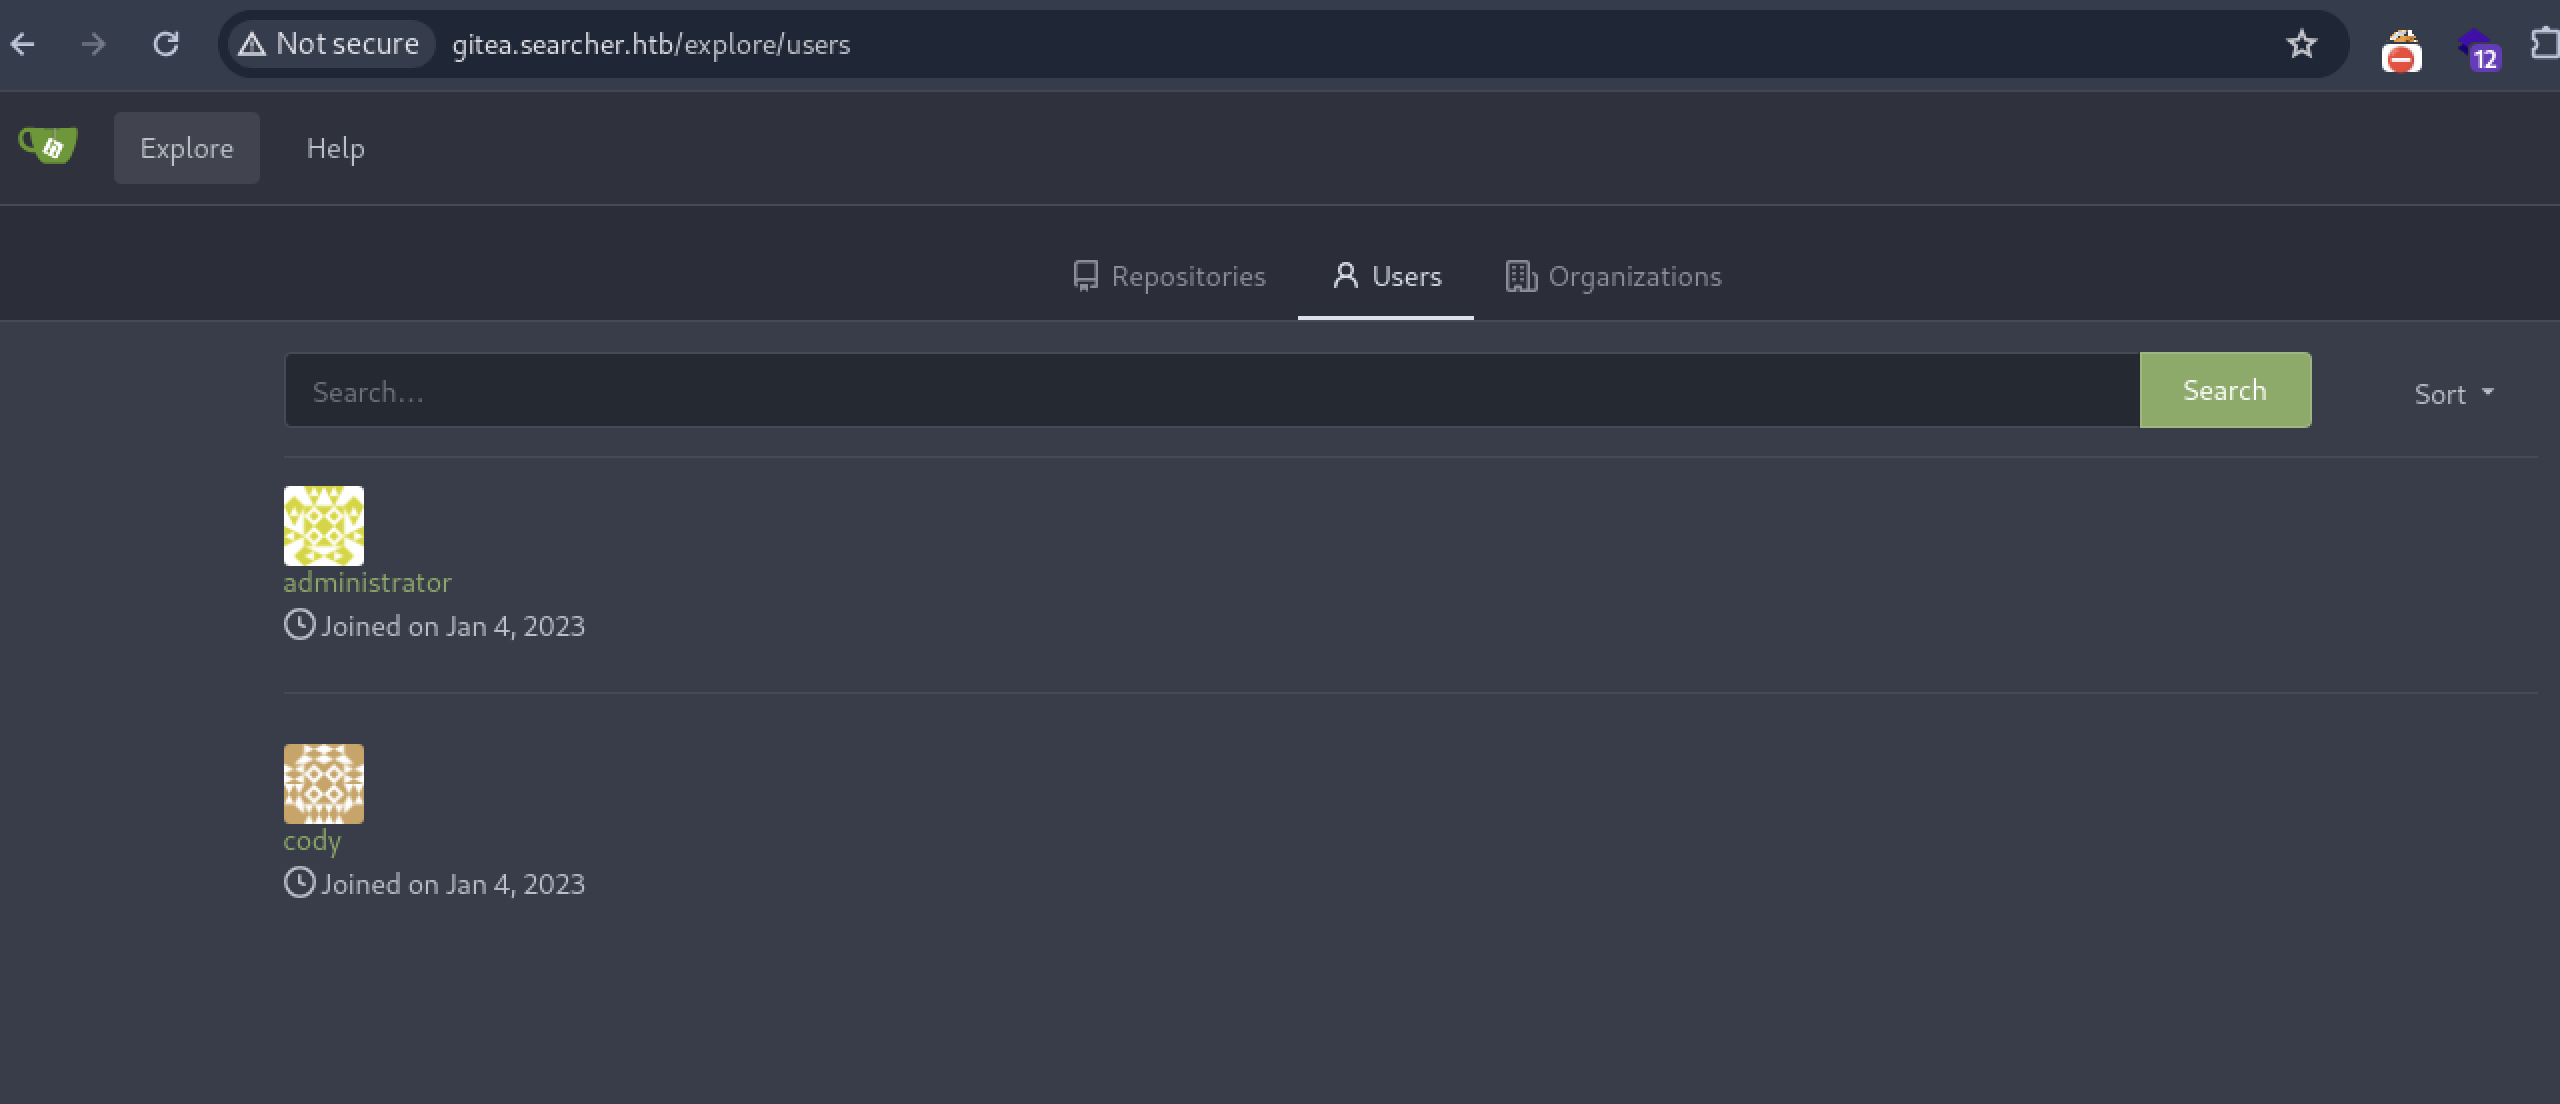 Not secure gitea.searcher.htb/explore/users
12
Explore Help
Repositories Users Organizations
Search... Search Sort
administrator
Joined on Jan 4, 2023
cody
Joined on Jan 4, 2023